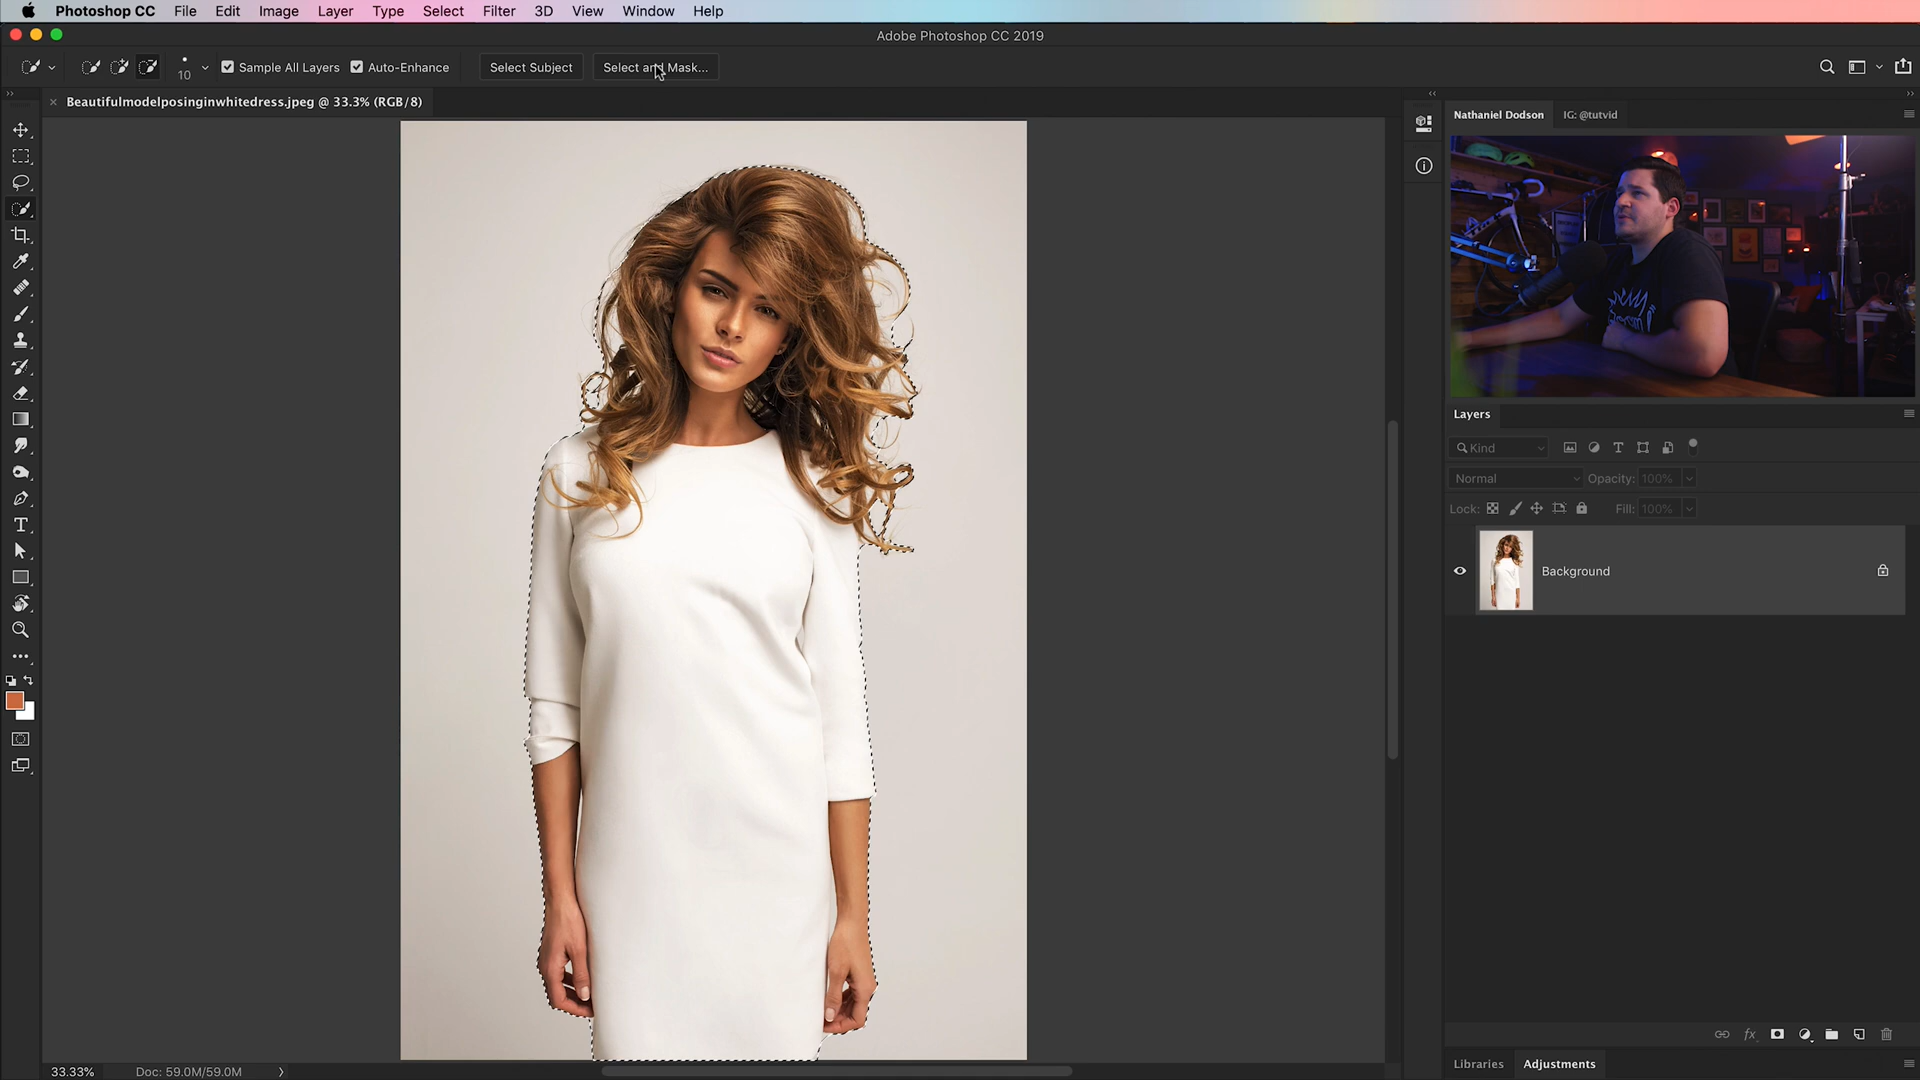 Photoshop CC File Edit Image Layer Type Select Filter 3D View Window Help
Adobe Photoshop CC 2019
10 Sample All Layers Auto-Enhance Select Subject Select and Mask...
Beautifulmodelposinginwhitedress.jpeg @ 33.3% (RGB/8)
Nathaniel Dodson IG: @tutvid
Layers
Kind
Normal Opacity: 100%
Lock: Fill: 100%
Background
fx
Libraries Adjustments
33.33% Doc: 59.0M/59.0M